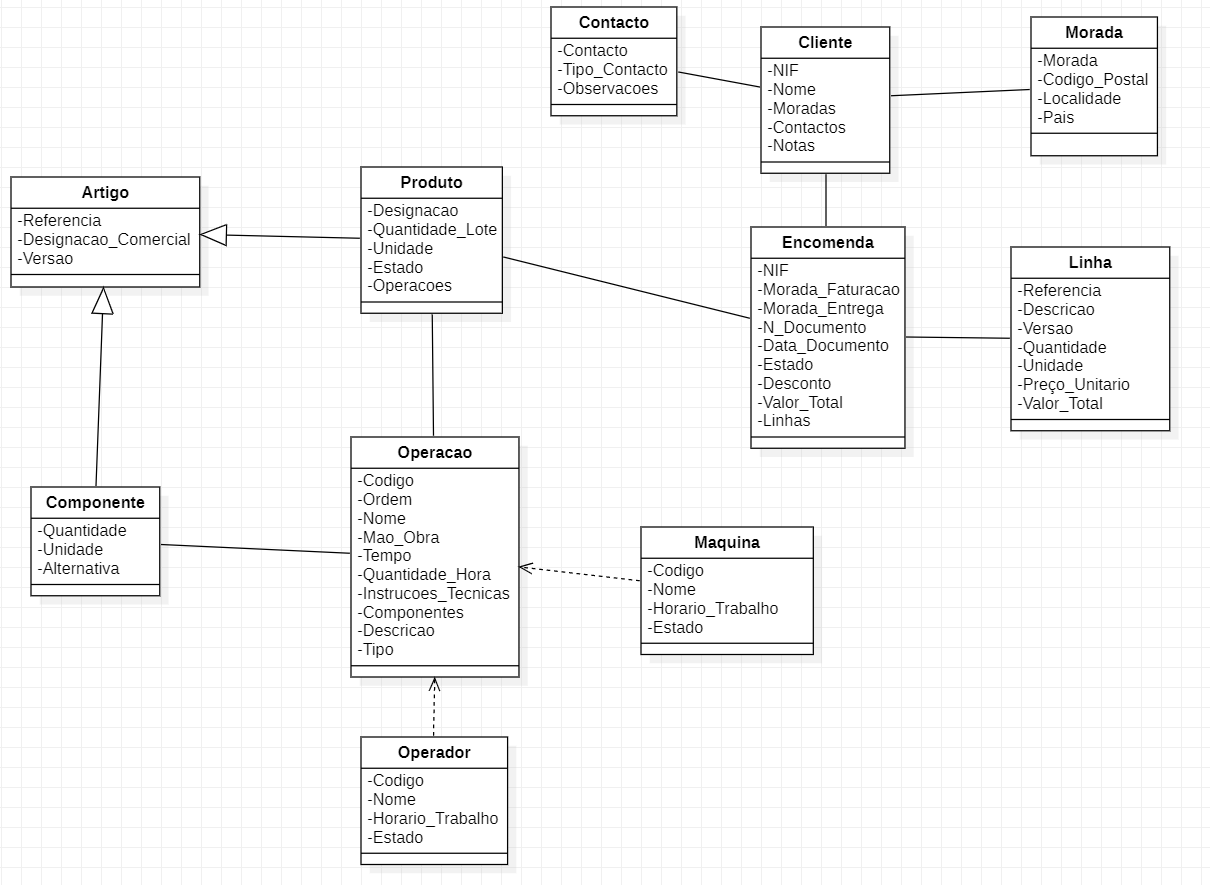 Contacto
-Contacto
-Tipo_Contacto
-Observacoes
Cliente
-NIF
-Nome
-Moradas
-Contactos
-Notas
Morada
-Morada
-Codigo_Postal
-Localidade
-Pais
Artigo
-Referencia
-Designacao_Comercial
-Versao
Produto
-Designacao
-Quantidade_Lote
-Unidade
-Estado
-Operacoes
Encomenda
-NIF
-Morada_Faturacao
-Morada_Entrega
-N_Documento
-Data_Documento
-Estado
-Desconto
-Valor_Total
-Linhas
Linha
-Referencia
-Descricao
-Versao
-Quantidade
-Unidade
-Preço_Unitario
-Valor_Total
Componente
-Quantidade
-Unidade
-Alternativa
Operacao
-Codigo
-Ordem
-Nome
-Mao_Obra
-Tempo
-Quantidade_Hora
-Instrucoes_Tecnicas
-Componentes
-Descricao
-Tipo
Maquina
-Codigo
-Nome
-Horario_Trabalho
-Estado
Operador
-Codigo
-Nome
-Horario_Trabalho
-Estado